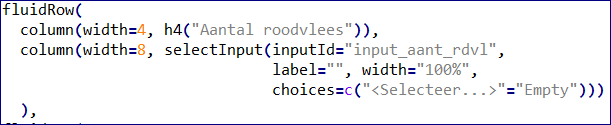 fluidRow(
  column(width=4, h4("Aantal roodvlees")),
  column(width=8, selectInput(inputId="input_aant_rdvl",
                              label="", width="100%",
                              choices=c("<Selecteer...>"="Empty")))
  ),